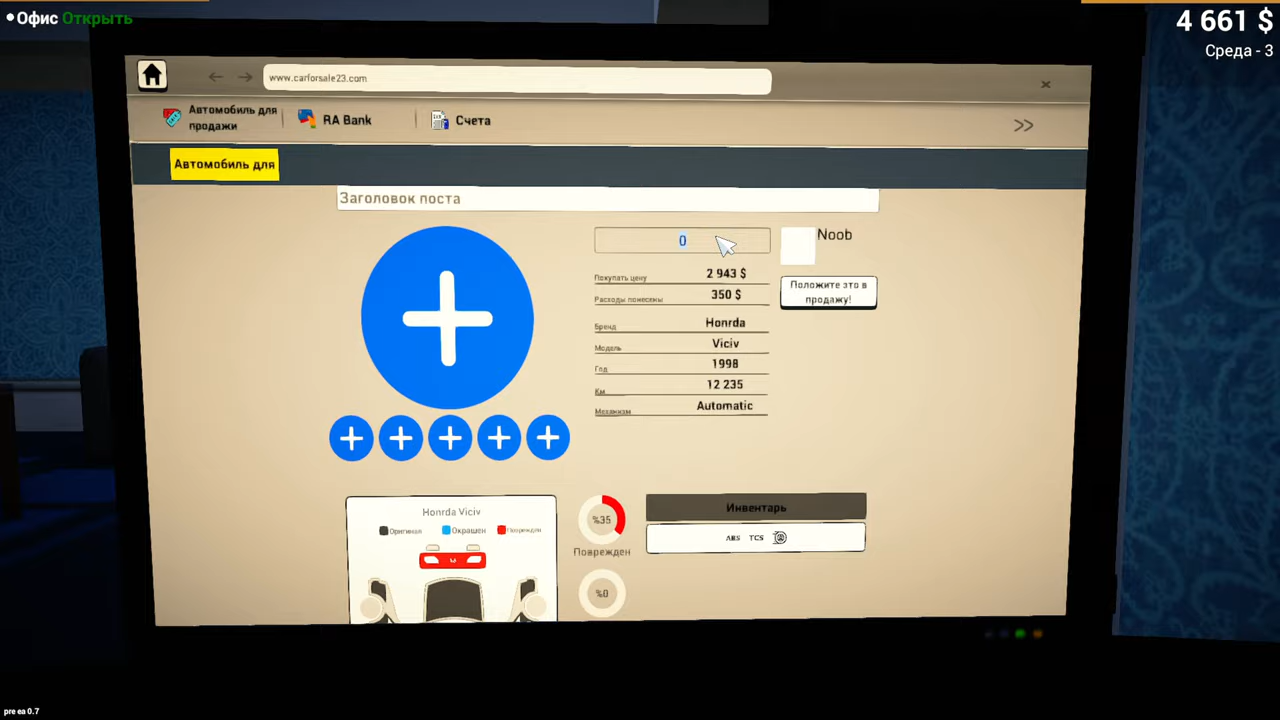 Офис Открыть
4 661 $
Среда - 3
www.carforsale23.com
Автомобиль для
продажи
RA Bank
Счета
>>
Автомобиль для
Заголовок поста
0
Noob
Покупать цену 2 943 $
Расходы понесены 350 $
Положите это в
продажу!
Бренд Honrda
Модель Viciv
Год 1998
Км 12 235
Механизм Automatic
Honrda Viciv
Оригинал Окрашен Поврежден
%35
Поврежден
%0
Инвентарь
ABS TCS
pre ea 0.7